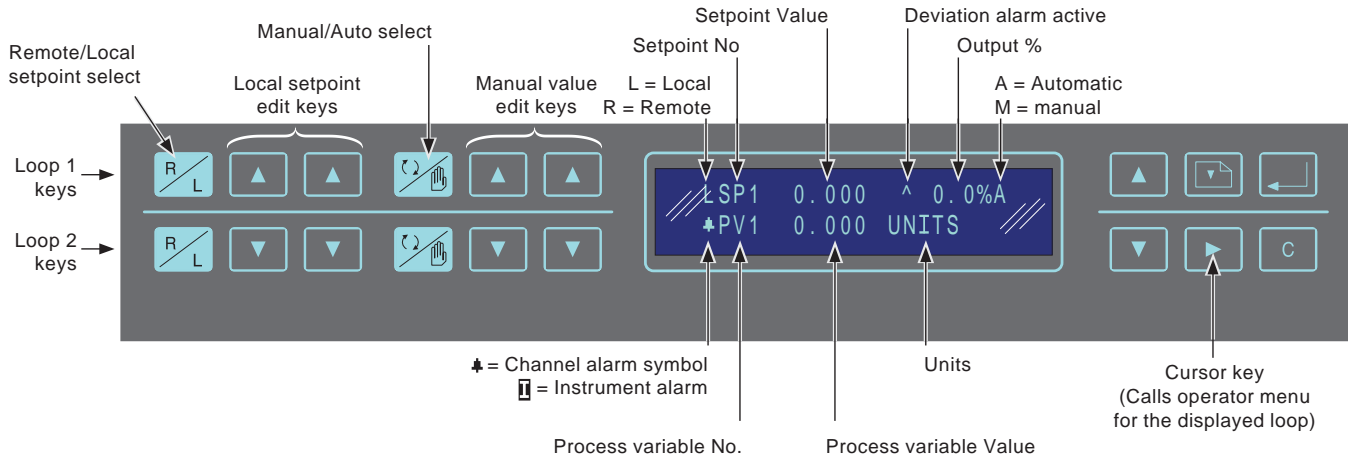 Setpoint Value
Deviation alarm active
Manual/Auto select
Setpoint No
Output %
Remote/Local
setpoint select
Local setpoint
edit keys
Manual value
edit keys
L = Local
R = Remote
A = Automatic
M = manual
Loop 1
keys
R
L
LSP1 0.000 ^ 0.0%A
PV1 0.000 UNITS
Loop 2
keys
R
L
C
= Channel alarm symbol
I = Instrument alarm
Units
Cursor key
(Calls operator menu
for the displayed loop)
Process variable No.
Process variable Value